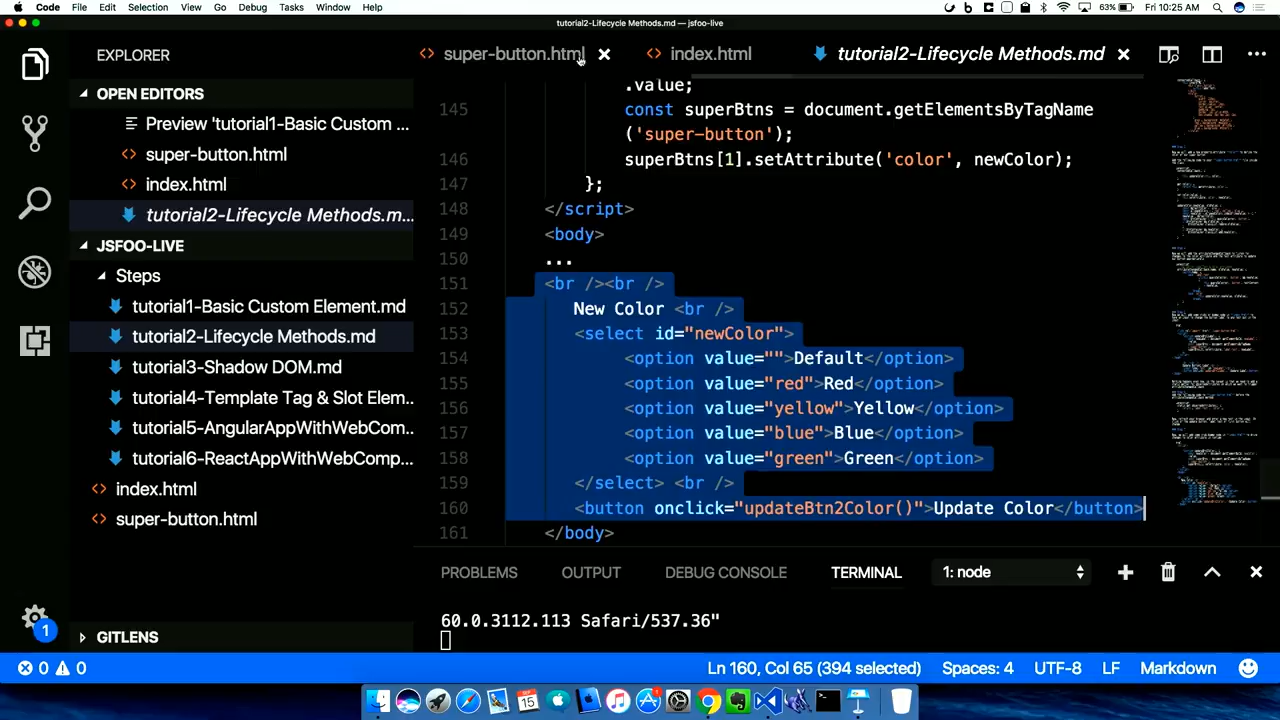 Code File Edit Selection View Go Debug Tasks Window Help 63% Fri 10:25 AM
tutorial2-Lifecycle Methods.md — jsfoo-live
EXPLORER
OPEN EDITORS
Preview 'tutorial1-Basic Custom ...
super-button.html
index.html
tutorial2-Lifecycle Methods.m...
JSFOO-LIVE
Steps
tutorial1-Basic Custom Element.md
tutorial2-Lifecycle Methods.md
tutorial3-Shadow DOM.md
tutorial4-Template Tag & Slot Elem...
tutorial5-AngularAppWithWebCom...
tutorial6-ReactAppWithWebComp...
index.html
super-button.html
GITLENS
1
super-button.html index.html tutorial2-Lifecycle Methods.md
.value;
145 const superBtns = document.getElementsByTagName
('super-button');
146 superBtns[1].setAttribute('color', newColor);
147 };
148 </script>
149 <body>
150 ...
151 <br /><br />
152 New Color <br />
153 <select id="newColor">
154 <option value="">Default</option>
155 <option value="red">Red</option>
156 <option value="yellow">Yellow</option>
157 <option value="blue">Blue</option>
158 <option value="green">Green</option>
159 </select> <br />
160 <button onclick="updateBtn2Color()">Update Color</button>
161 </body>
PROBLEMS OUTPUT DEBUG CONSOLE TERMINAL 1: node
60.0.3112.113 Safari/537.36"
0 0 Ln 160, Col 65 (394 selected) Spaces: 4 UTF-8 LF Markdown